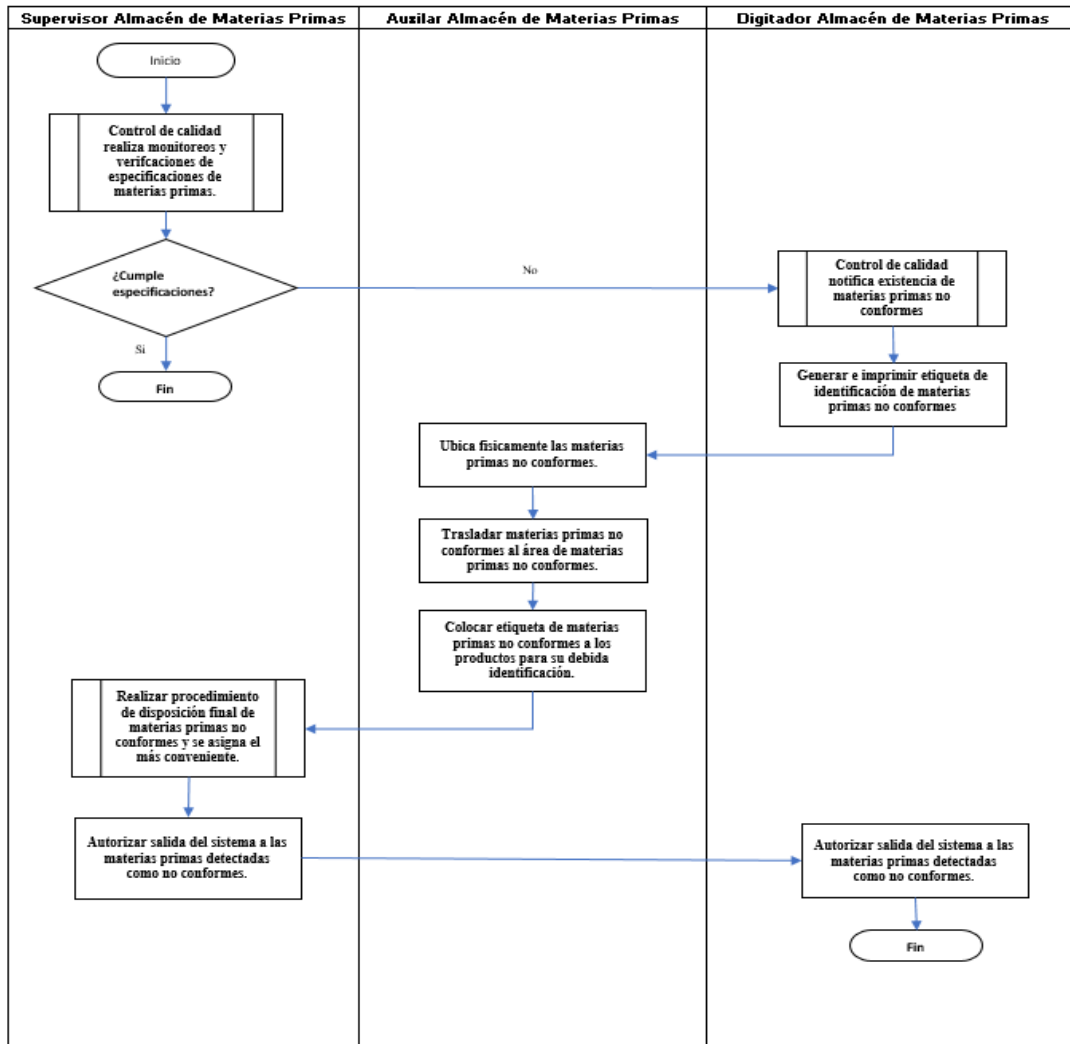 Supervisor Almacén de Materias Primas
Auxilar Almacén de Materias Primas
Digitador Almacén de Materias Primas
Inicio
Control de calidad
realiza monitoreos y
verifcaciones de
especificaciones de
materias primas.
¿Cumple
especificaciones?
No
Control de calidad
notifica existencia de
materias primas no
conformes
Si
Fin
Generar e imprimir etiqueta de
identificación de materias
primas no conformes
Ubica fisicamente las materias
primas no conformes.
Trasladar materias primas no
conformes al área de materias
primas no conformes.
Colocar etiqueta de materias
primas no conformes a los
productos para su debida
identificación.
Realizar procedimiento
de disposición final de
materias primas no
conformes y se asigna el
más conveniente.
Autorizar salida del sistema a las
materias primas detectadas
como no conformes.
Autorizar salida del sistema a las
materias primas detectadas
como no conformes.
Fin